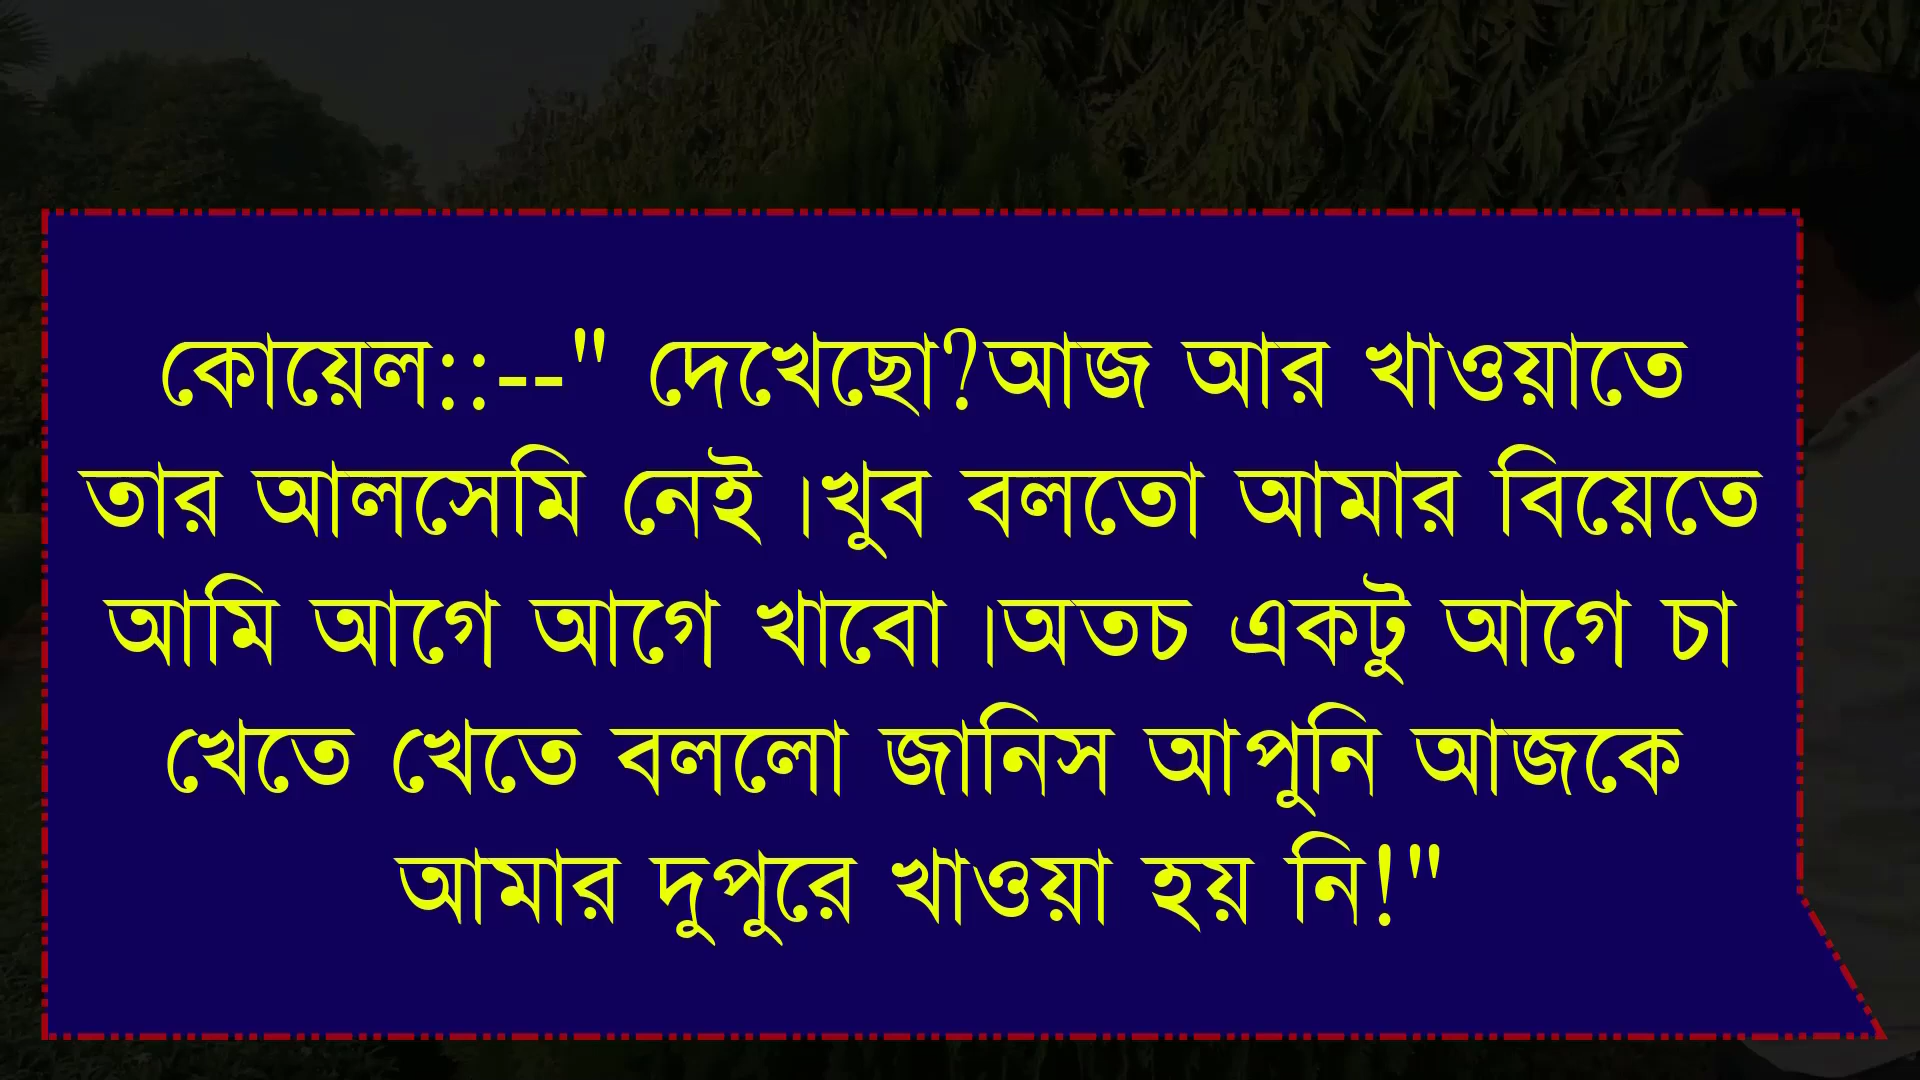 কোয়েল::--" দেখেছো?আজ আর খাওয়াতে
তার আলসেমি নেই।খুব বলতো আমার বিয়েতে
আমি আগে আগে খাবো।অতচ একটু আগে চা
খেতে খেতে বললো জানিস আপুনি আজকে
আমার দুপুরে খাওয়া হয় নি!"